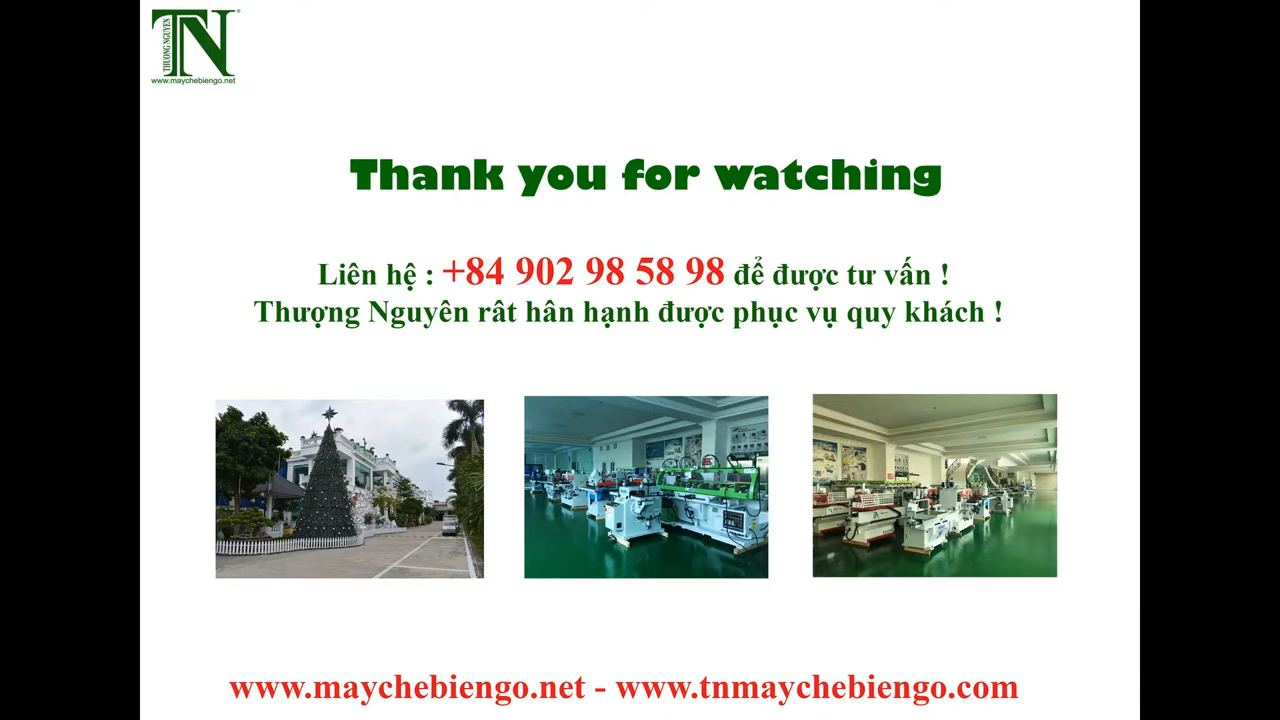 TN
THUONG NGUYEN
www.maychebiengo.net
Thank you for watching
Liên hệ : +84 902 98 58 98 để được tư vấn !
Thượng Nguyên rât hân hạnh được phục vụ quy khách !
www.maychebiengo.net - www.tnmaychebiengo.com